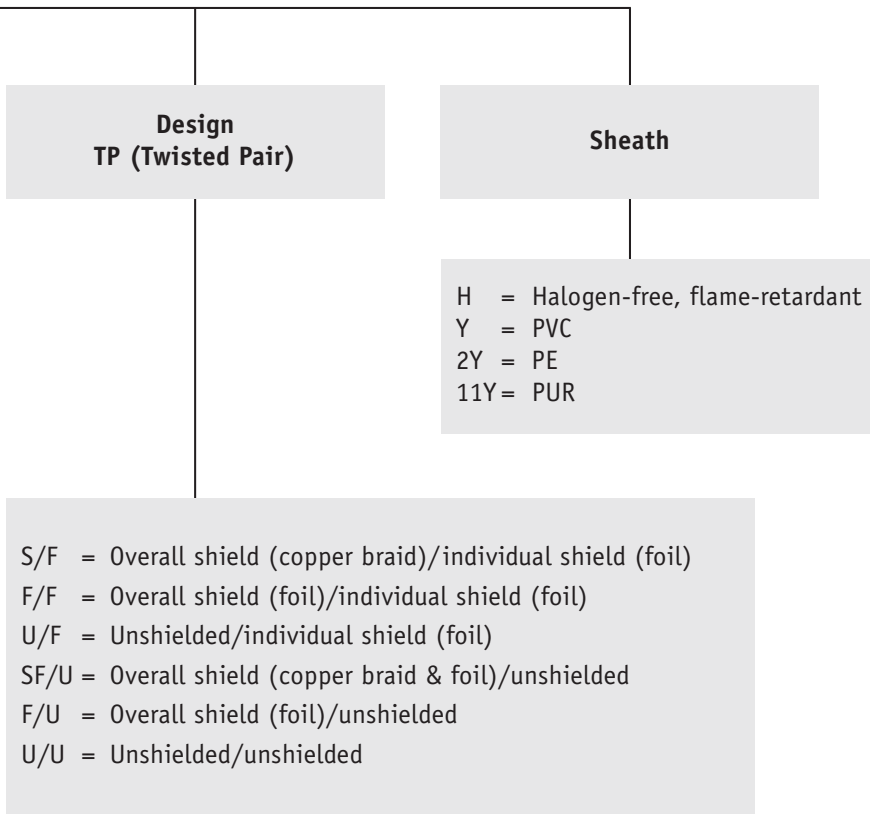 Design
TP (Twisted Pair)
Sheath
H = Halogen-free, flame-retardant
Y = PVC
2Y = PE
11Y = PUR
S/F = Overall shield (copper braid)/individual shield (foil)
F/F = Overall shield (foil)/individual shield (foil)
U/F = Unshielded/individual shield (foil)
SF/U = Overall shield (copper braid & foil)/unshielded
F/U = Overall shield (foil)/unshielded
U/U = Unshielded/unshielded